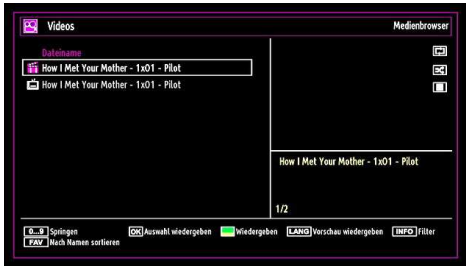 Videos
Medienbrowser
Dateiname
How I Met Your Mother - 1x01 - Pilot
How I Met Your Mother - 1x01 - Pilot
How I Met Your Mother - 1x01 - Pilot
1/2
0...9 Springen OK Auswahl wiedergeben Wiedergeben LANG Vorschau wiedergeben INFO Filter
FAV Nach Namen sortieren